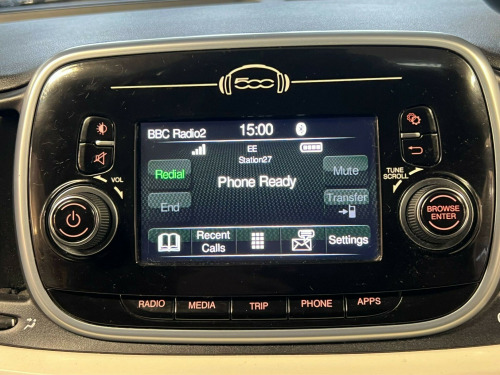 500
BBC Radio2 15:00
EE
Station27
Redial
Phone Ready
Mute
End
Transfer
Recent
Calls
Settings
VOL
TUNE
SCROLL
BROWSE
ENTER
RADIO MEDIA TRIP PHONE APPS